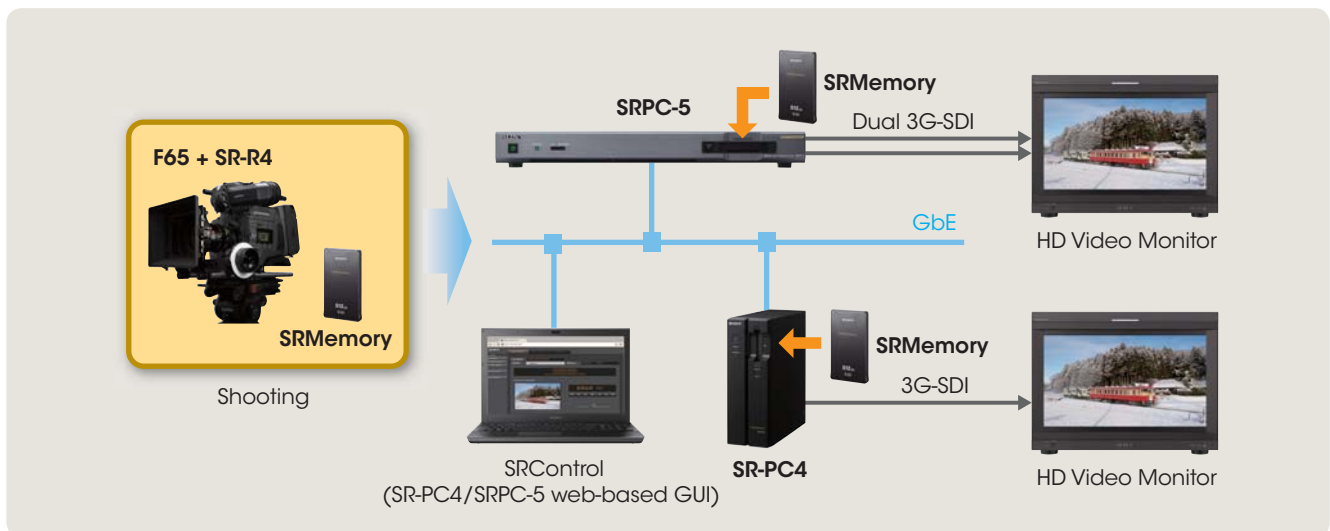 F65 + SR-R4
SRMemory
Shooting
SRPC-5
SRMemory
Dual 3G-SDI
HD Video Monitor
GbE
SRControl
(SR-PC4/SRPC-5 web-based GUI)
SR-PC4
SRMemory
3G-SDI
HD Video Monitor